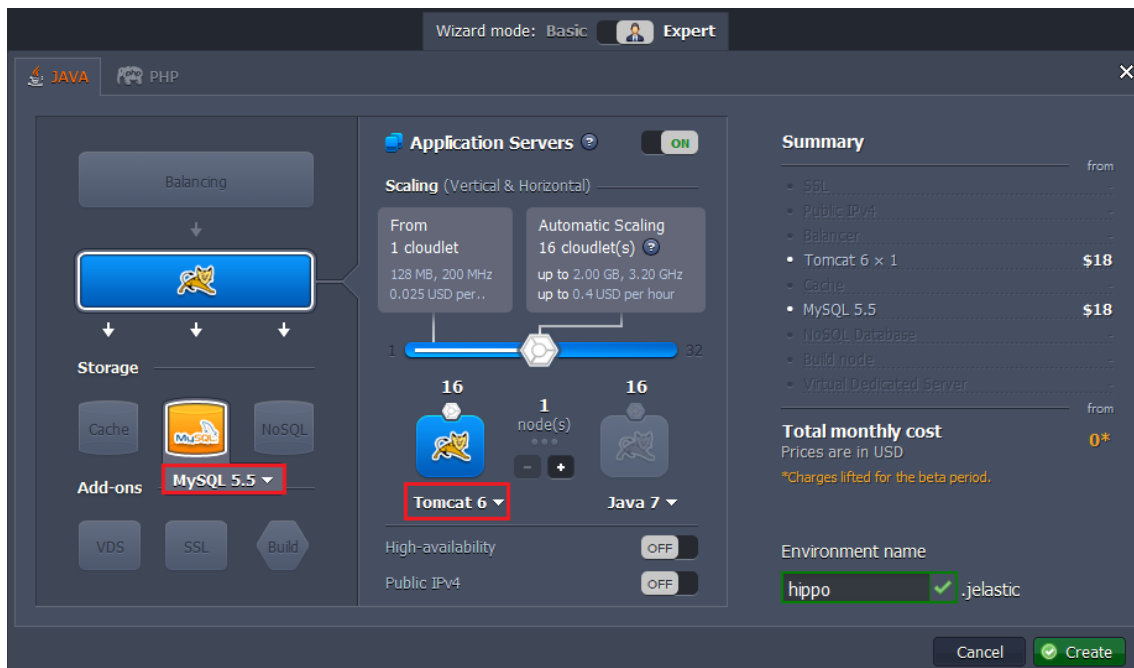 Wizard mode: Basic Expert
JAVA PHP
Balancing
Storage
Cache
MySQL
NoSQL
MySQL 5.5
Add-ons
VDS
SSL
Build
Application Servers ? ON
Scaling (Vertical & Horizontal)
From
1 cloudlet
128 MB, 200 MHz
0.025 USD per..
Automatic Scaling
16 cloudlet(s) ?
up to 2.00 GB, 3.20 GHz
up to 0.4 USD per hour
1 32
16 16
1
node(s)
- +
Tomcat 6 Java 7
High-availability OFF
Public IPv4 OFF
Summary
from
SSL -
Public IPv4 -
Balancer -
Tomcat 6 × 1 $18
Cache -
MySQL 5.5 $18
NoSQL Database -
Build node -
Virtual Dedicated Server -
from
Total monthly cost 0*
Prices are in USD
*Charges lifted for the beta period.
Environment name
hippo .jelastic
Cancel Create